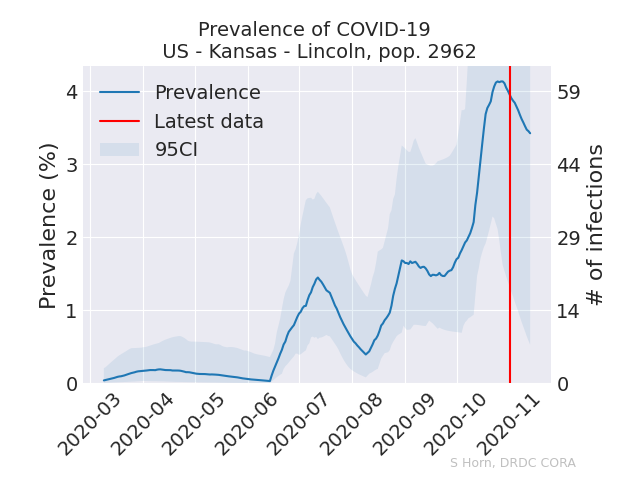 Prevalence of COVID-19
US - Kansas - Lincoln, pop. 2962
Prevalence (%)
4
3
2
1
0
Prevalence
Latest data
95CI
59
44
29
14
0
# of infections
2020-03
2020-04
2020-05
2020-06
2020-07
2020-08
2020-09
2020-10
2020-11
S Horn, DRDC CORA